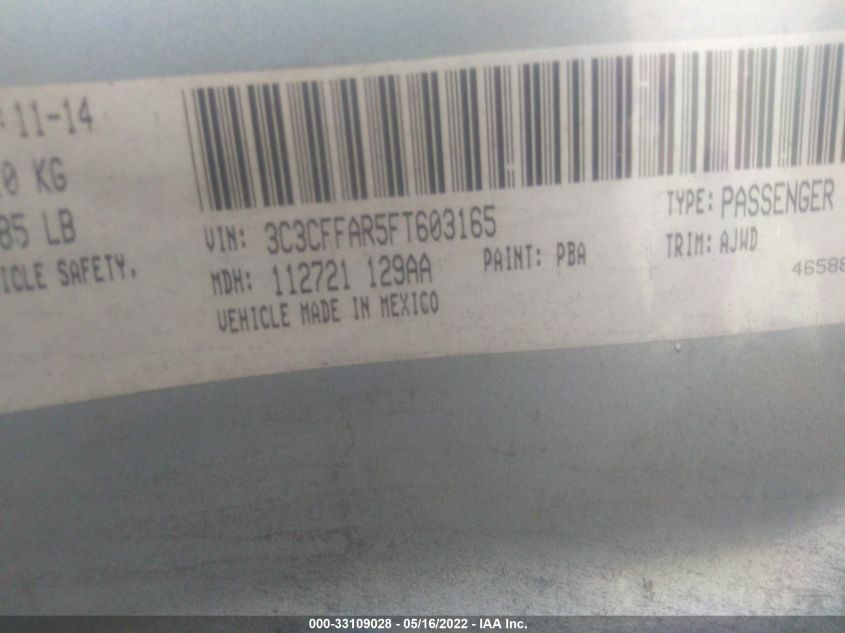 : 11-14
0 KG
85 LB
ICLE SAFETY.
VIN: 3C3CFFAR5FT603165
MDH: 112721 129AA
PAINT: PBA
VEHICLE MADE IN MEXICO
TYPE: PASSENGER
TRIM: AJWD
46588
000-33109028 - 05/16/2022 - IAA Inc.